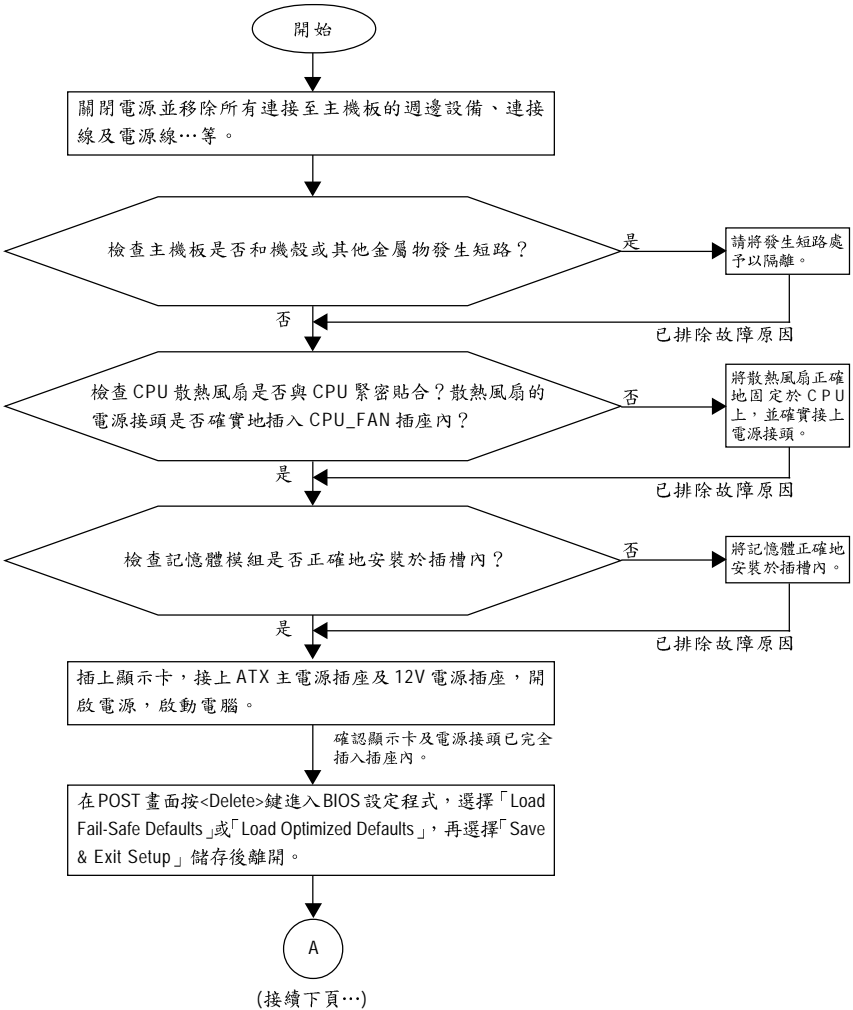 開始
關閉電源並移除所有連接至主機板的週邊設備、連接
線及電源線…等。
檢查主機板是否和機殼或其他金屬物發生短路？
是
請將發生短路處
予以隔離。
否
已排除故障原因
檢查 CPU 散熱風扇是否與 CPU 緊密貼合？散熱風扇的
電源接頭是否確實地插入 CPU_FAN 插座內？
否
將散熱風扇正確
地固定於 CPU
上，並確實接上
電源接頭。
是
已排除故障原因
檢查記憶體模組是否正確地安裝於插槽內？
否
將記憶體正確地
安裝於插槽內。
是
已排除故障原因
插上顯示卡，接上 ATX 主電源插座及 12V 電源插座，開
啟電源，啟動電腦。
確認顯示卡及電源接頭已完全
插入插座內。
在POST 畫面按<Delete>鍵進入BIOS 設定程式，選擇「Load
Fail-Safe Defaults」或「Load Optimized Defaults」，再選擇「Save
& Exit Setup」儲存後離開。
A
(接續下頁…)